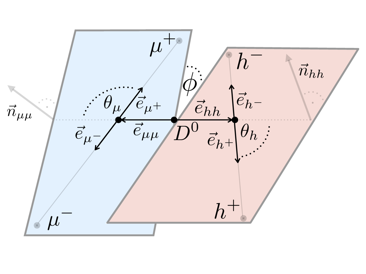 μ⁺
h⁻
ϕ
n⃗_hh
θ_μ
e⃗_μ⁺
e⃗_hh
e⃗_h⁻
n⃗_μμ
e⃗_μ⁻
e⃗_μμ
D⁰
e⃗_h⁺
θ_h
μ⁻
h⁺